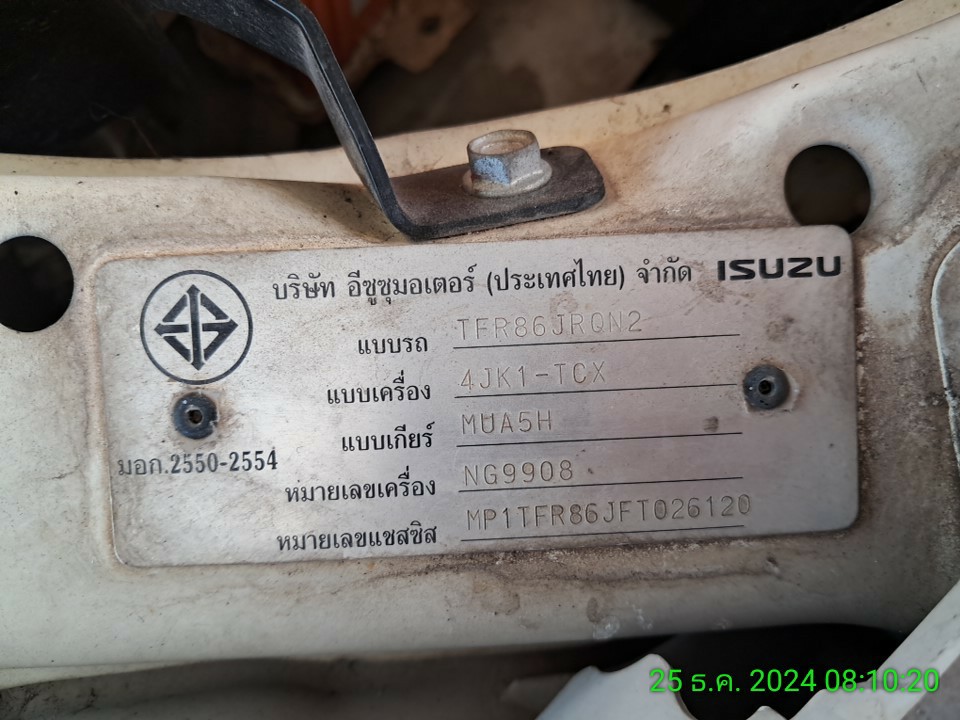 บริษัท อีซูซุมอเตอร์ (ประเทศไทย) จำกัด ISUZU
แบบรถ TFR86JRQN2
แบบเครื่อง 4JK1-TCX
แบบเกียร์ MUA5H
มอก.2550-2554
หมายเลขเครื่อง NG9908
หมายเลขแชสซิส MP1TFR86JFT026120
25 ธ.ค. 2024 08:10:20